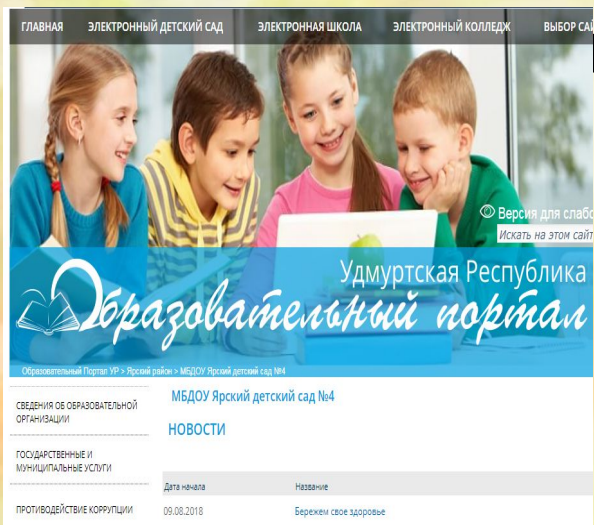 ГЛАВНАЯ ЭЛЕКТРОННЫЙ ДЕТСКИЙ САД ЭЛЕКТРОННАЯ ШКОЛА ЭЛЕКТРОННЫЙ КОЛЛЕДЖ ВЫБОР САЙ
Версия для слабо
Искать на этом сайт
Удмуртская Республика
Образовательный портал
Образовательный Портал УР > Ярский район > МБДОУ Ярский детский сад №4
СВЕДЕНИЯ ОБ ОБРАЗОВАТЕЛЬНОЙ
ОРГАНИЗАЦИИ
ГОСУДАРСТВЕННЫЕ И
МУНИЦИПАЛЬНЫЕ УСЛУГИ
ПРОТИВОДЕЙСТВИЕ КОРРУПЦИИ
МБДОУ Ярский детский сад №4
НОВОСТИ
Дата начала Название
09.08.2018 Бережем свое здоровье